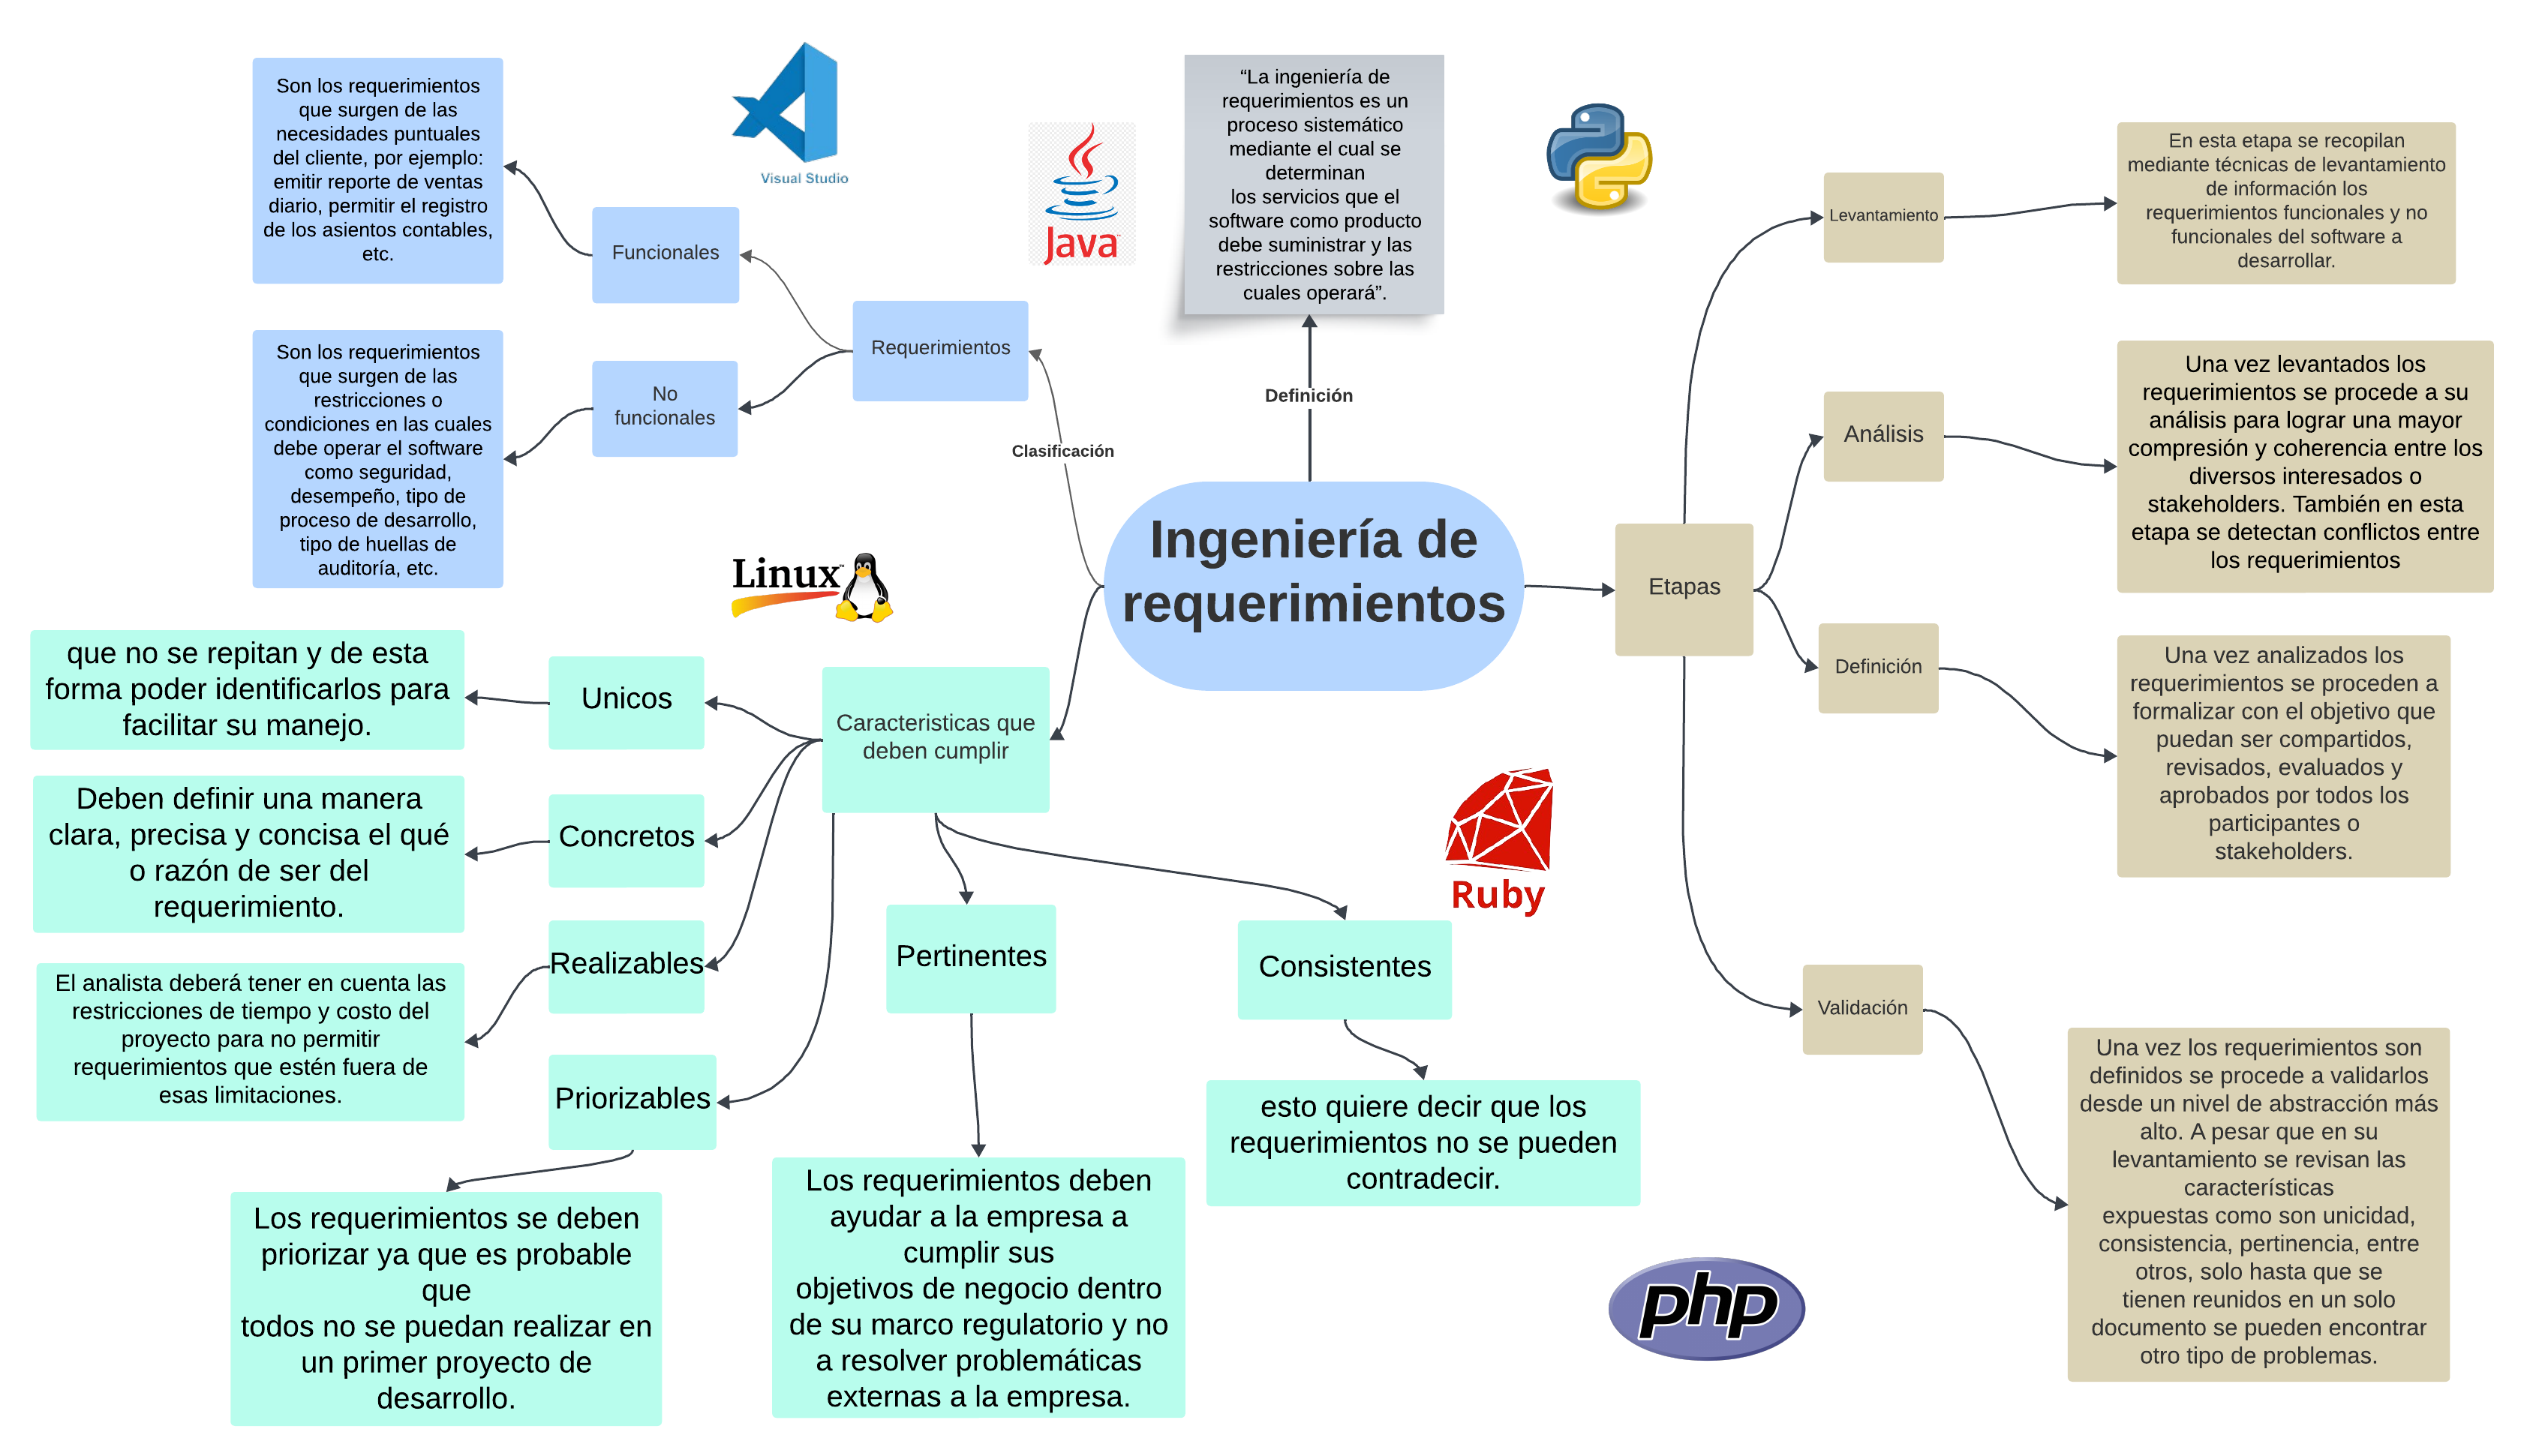 Son los requerimientos
que surgen de las
necesidades puntuales
del cliente, por ejemplo:
emitir reporte de ventas
diario, permitir el registro
de los asientos contables,
etc.
Funcionales
Son los requerimientos
que surgen de las
restricciones o
condiciones en las cuales
debe operar el software
como seguridad,
desempeño, tipo de
proceso de desarrollo,
tipo de huellas de
auditoría, etc.
No
funcionales
Requerimientos
Clasificación
Visual Studio
Java
“La ingeniería de
requerimientos es un
proceso sistemático
mediante el cual se
determinan
los servicios que el
software como producto
debe suministrar y las
restricciones sobre las
cuales operará”.
Definición
Ingeniería de
requerimientos
Linux™
Etapas
Levantamiento
En esta etapa se recopilan
mediante técnicas de levantamiento
de información los
requerimientos funcionales y no
funcionales del software a
desarrollar.
Análisis
Una vez levantados los
requerimientos se procede a su
análisis para lograr una mayor
compresión y coherencia entre los
diversos interesados o
stakeholders. También en esta
etapa se detectan conflictos entre
los requerimientos
Definición
Una vez analizados los
requerimientos se proceden a
formalizar con el objetivo que
puedan ser compartidos,
revisados, evaluados y
aprobados por todos los
participantes o
stakeholders.
Validación
Una vez los requerimientos son
definidos se procede a validarlos
desde un nivel de abstracción más
alto. A pesar que en su
levantamiento se revisan las
características
expuestas como son unicidad,
consistencia, pertinencia, entre
otros, solo hasta que se
tienen reunidos en un solo
documento se pueden encontrar
otro tipo de problemas.
Caracteristicas que
deben cumplir
Unicos
que no se repitan y de esta
forma poder identificarlos para
facilitar su manejo.
Concretos
Deben definir una manera
clara, precisa y concisa el qué
o razón de ser del
requerimiento.
Realizables
El analista deberá tener en cuenta las
restricciones de tiempo y costo del
proyecto para no permitir
requerimientos que estén fuera de
esas limitaciones.
Priorizables
Los requerimientos se deben
priorizar ya que es probable
que
todos no se puedan realizar en
un primer proyecto de
desarrollo.
Pertinentes
Los requerimientos deben
ayudar a la empresa a
cumplir sus
objetivos de negocio dentro
de su marco regulatorio y no
a resolver problemáticas
externas a la empresa.
Consistentes
esto quiere decir que los
requerimientos no se pueden
contradecir.
Ruby
php